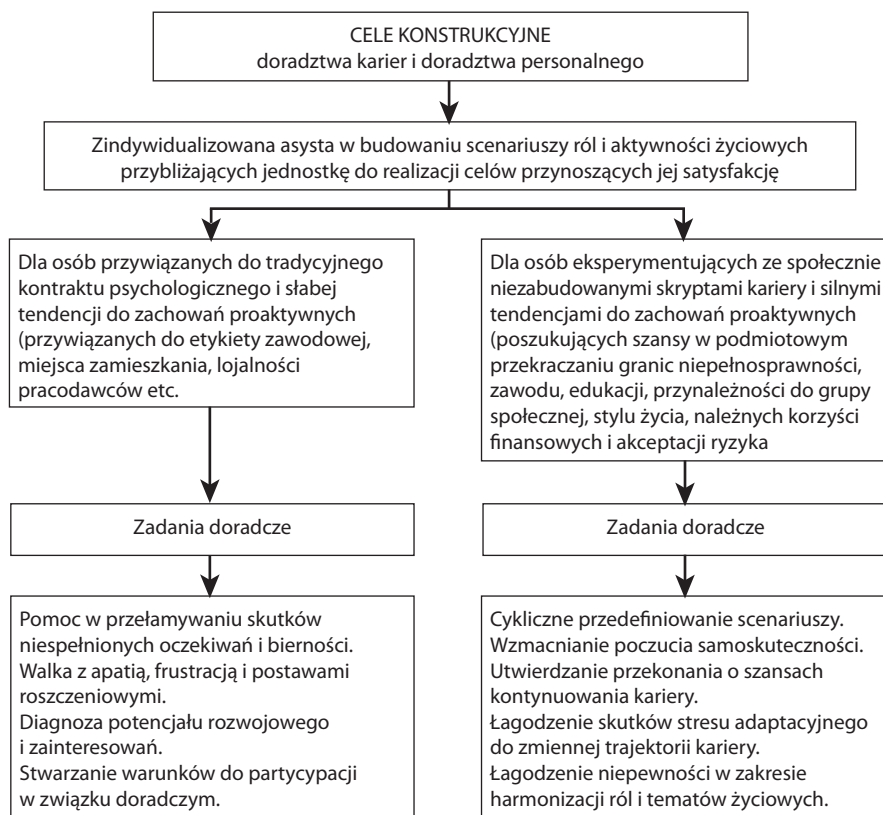 CELE KONSTRUKCYJNE
doradztwa karier i doradztwa personalnego
Zindywidualizowana asysta w budowaniu scenariuszy ról i aktywności życiowych
przybliżających jednostkę do realizacji celów przynoszących jej satysfakcję
Dla osób przywiązanych do tradycyjnego
kontraktu psychologicznego i słabej
tendencji do zachowań proaktywnych
(przywiązanych do etykiety zawodowej,
miejsca zamieszkania, lojalności
pracodawców etc.
Dla osób eksperymentujących ze społecznie
niezabudowanymi skryptami kariery i silnymi
tendencjami do zachowań proaktywnych
(poszukujących szansy w podmiotowym
przekraczaniu granic niepełnosprawności,
zawodu, edukacji, przynależności do grupy
społecznej, stylu życia, należnych korzyści
finansowych i akceptacji ryzyka
Zadania doradcze
Zadania doradcze
Pomoc w przełamywaniu skutków
niespełnionych oczekiwań i bierności.
Walka z apatią, frustracją i postawami
roszczeniowymi.
Diagnoza potencjału rozwojowego
i zainteresowań.
Stwarzanie warunków do partycypacji
w związku doradczym.
Cykliczne przedefiniowanie scenariuszy.
Wzmacnianie poczucia samoskuteczności.
Utwierdzanie przekonania o szansach
kontynuowania kariery.
Łagodzenie skutków stresu adaptacyjnego
do zmiennej trajektorii kariery.
Łagodzenie niepewności w zakresie
harmonizacji ról i tematów życiowych.